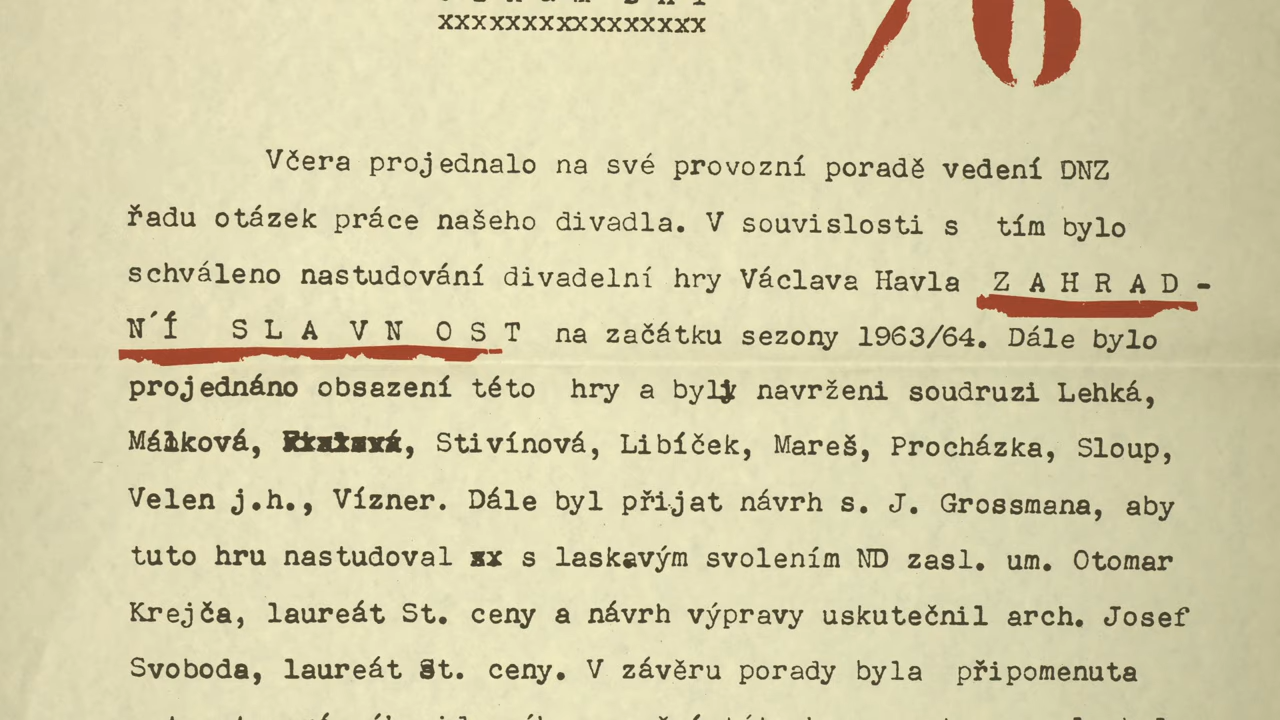 xxxxxxxxxxxxxxxx
76
Včera projednalo na své provozní poradě vedení DNZ
řadu otázek práce našeho divadla. V souvislosti s tím bylo
schváleno nastudování divadelní hry Václava Havla Z A H R A D -
N Í S L A V N O S T na začátku sezony 1963/64. Dále bylo
projednáno obsazení této hry a byly navrženi soudruzi Lehká,
Málková, Stivínová, Libíček, Mareš, Procházka, Sloup,
Velen j.h., Vízner. Dále byl přijat návrh s. J. Grossmana, aby
tuto hru nastudoval xx s laskavým svolením ND zasl. um. Otomar
Krejča, laureát St. ceny a návrh výpravy uskutečnil arch. Josef
Svoboda, laureát St. ceny. V závěru porady byla připomenuta